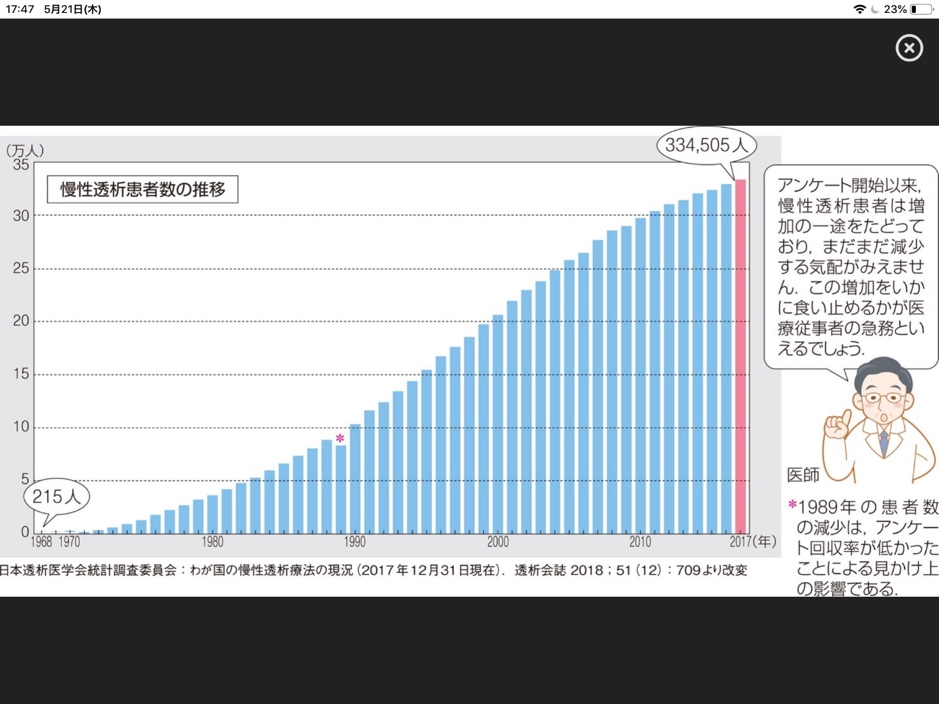 17:47 5月21日(木)
23%
(万人)
334,505人
35
慢性透析患者数の推移
30
25
20
15
10
*
5
215人
0
1968 1970 1980 1990 2000 2010 2017(年)
日本透析医学会統計調査委員会：わが国の慢性透析療法の現況（2017年12月31日現在）．透析会誌 2018；51（12）：709より改変
アンケート開始以来，
慢性透析患者は増
加の一途をたどって
おり，まだまだ減少
する気配がみえませ
ん．この増加をいか
に食い止めるかが医
療従事者の急務とい
えるでしょう．
医師
*1989年の患者数
の減少は，アンケー
ト回収率が低かった
ことによる見かけ上
の影響である．